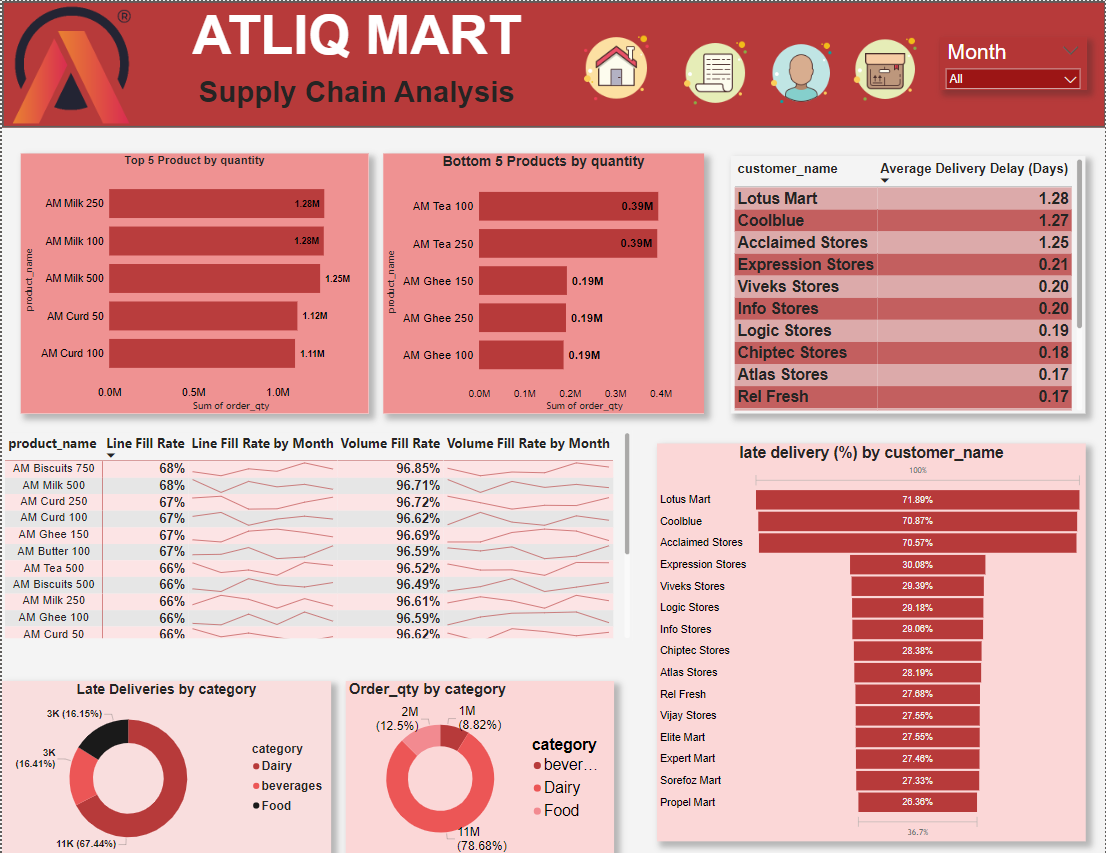 ®
ATLIQ MART
Supply Chain Analysis
Month
All
Top 5 Product by quantity
product_name
AM Milk 250 1.28M
AM Milk 100 1.28M
AM Milk 500 1.25M
AM Curd 50 1.12M
AM Curd 100 1.11M
0.0M 0.5M 1.0M
Sum of order_qty
Bottom 5 Products by quantity
product_name
AM Tea 100 0.39M
AM Tea 250 0.39M
AM Ghee 150 0.19M
AM Ghee 250 0.19M
AM Ghee 100 0.19M
0.0M 0.1M 0.2M 0.3M 0.4M
Sum of order_qty
customer_name Average Delivery Delay (Days)
Lotus Mart 1.28
Coolblue 1.27
Acclaimed Stores 1.25
Expression Stores 0.21
Viveks Stores 0.20
Info Stores 0.20
Logic Stores 0.19
Chiptec Stores 0.18
Atlas Stores 0.17
Rel Fresh 0.17
product_name Line Fill Rate Line Fill Rate by Month Volume Fill Rate Volume Fill Rate by Month
AM Biscuits 750 68% 96.85%
AM Milk 500 68% 96.71%
AM Curd 250 67% 96.72%
AM Curd 100 67% 96.62%
AM Ghee 150 67% 96.69%
AM Butter 100 67% 96.59%
AM Tea 500 66% 96.52%
AM Biscuits 500 66% 96.49%
AM Milk 250 66% 96.61%
AM Ghee 100 66% 96.59%
AM Curd 50 66% 96.62%
late delivery (%) by customer_name
100%
Lotus Mart 71.89%
Coolblue 70.87%
Acclaimed Stores 70.57%
Expression Stores 30.08%
Viveks Stores 29.39%
Logic Stores 29.18%
Info Stores 29.06%
Chiptec Stores 28.38%
Atlas Stores 28.19%
Rel Fresh 27.68%
Vijay Stores 27.55%
Elite Mart 27.55%
Expert Mart 27.46%
Sorefoz Mart 27.33%
Propel Mart 26.36%
36.7%
Late Deliveries by category
3K (16.15%)
3K
(16.41%)
11K (67.44%)
category
Dairy
beverages
Food
Order_qty by category
2M
(12.5%)
1M
(8.82%)
11M
(78.68%)
category
bever...
Dairy
Food